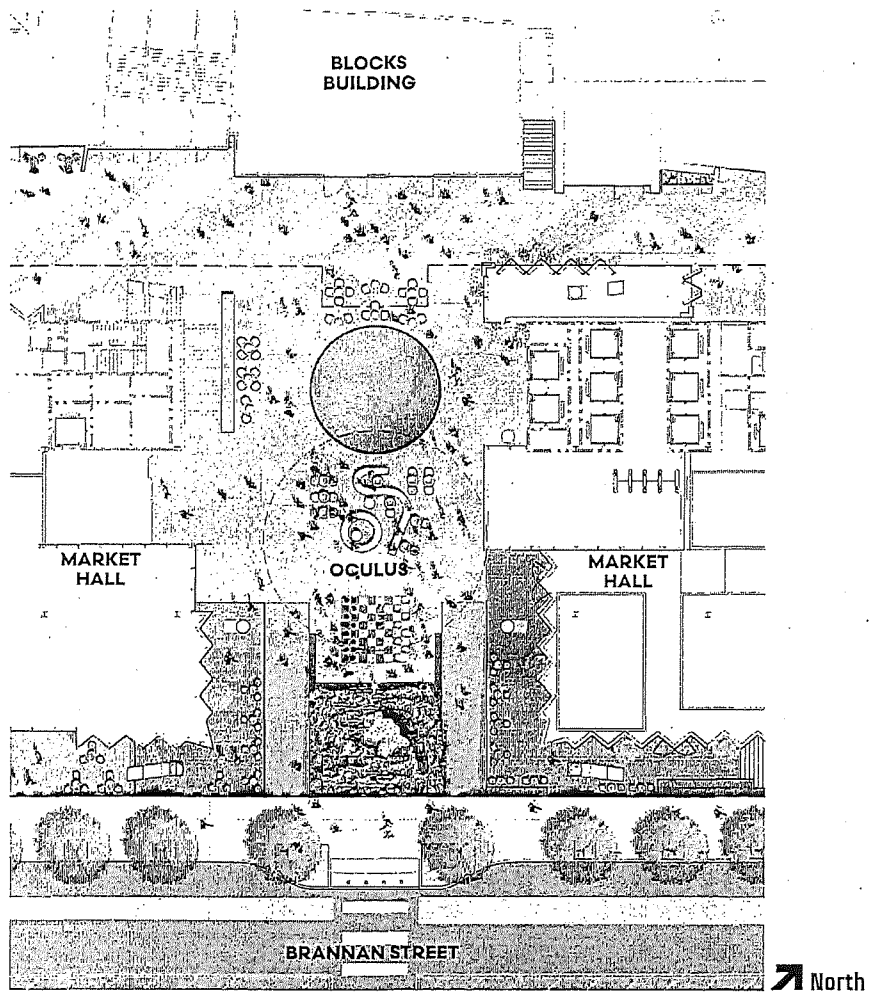 BLOCKS
BUILDING
MARKET
HALL
OCULUS
MARKET
HALL
BRANNAN STREET
North